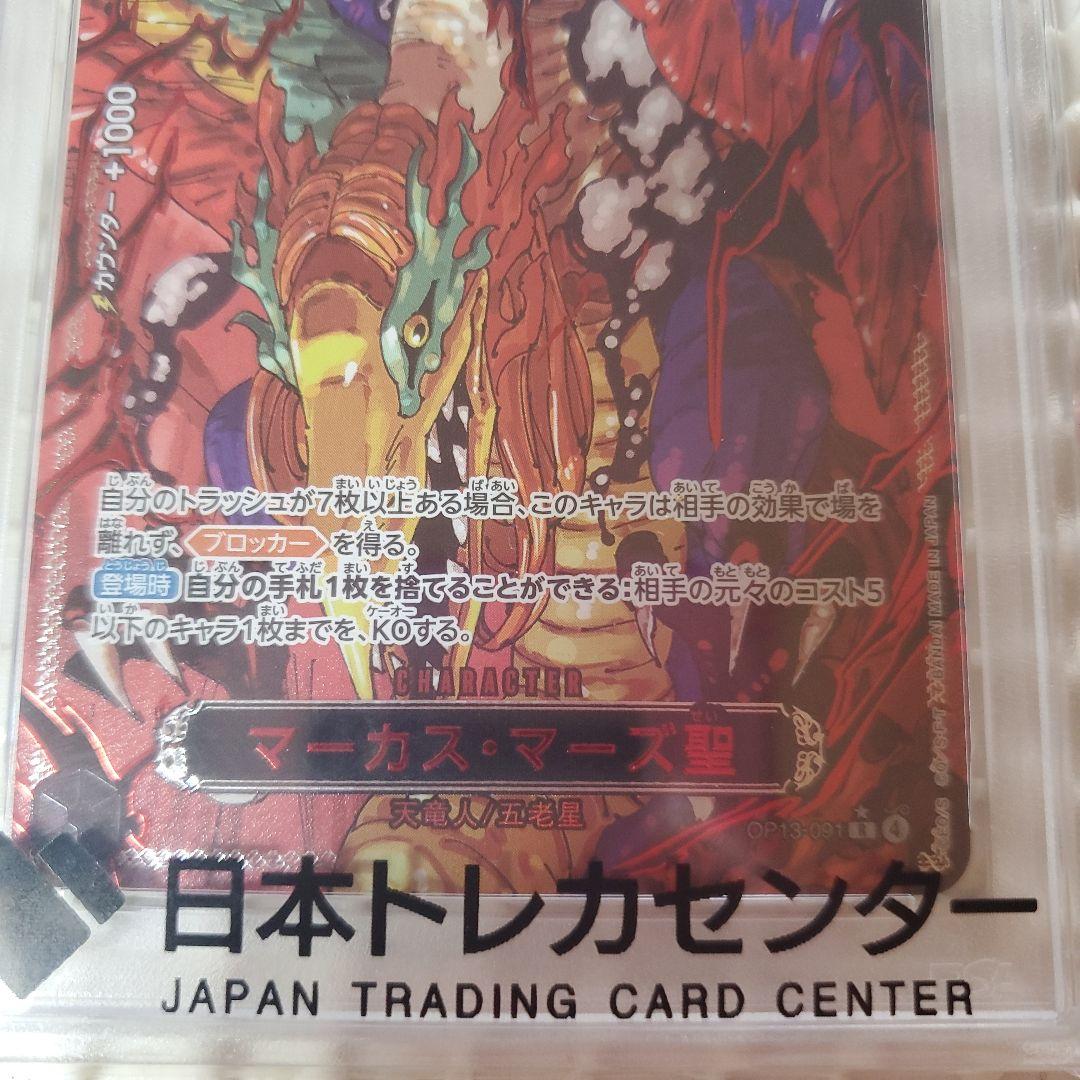 カウンター +1000
自分のトラッシュが7枚以上ある場合、このキャラは相手の効果で場を
離れず、ブロッカー を得る。
登場時 自分の手札1枚を捨てることができる:相手の元々のコスト5
以下のキャラ1枚までを、KOする。
CHARACTER
マーカス・マーズ聖
天竜人/五老星
OP13-091 R 4
BANDAI MADE IN JAPAN
日本トレカセンター
JAPAN TRADING CARD CENTER